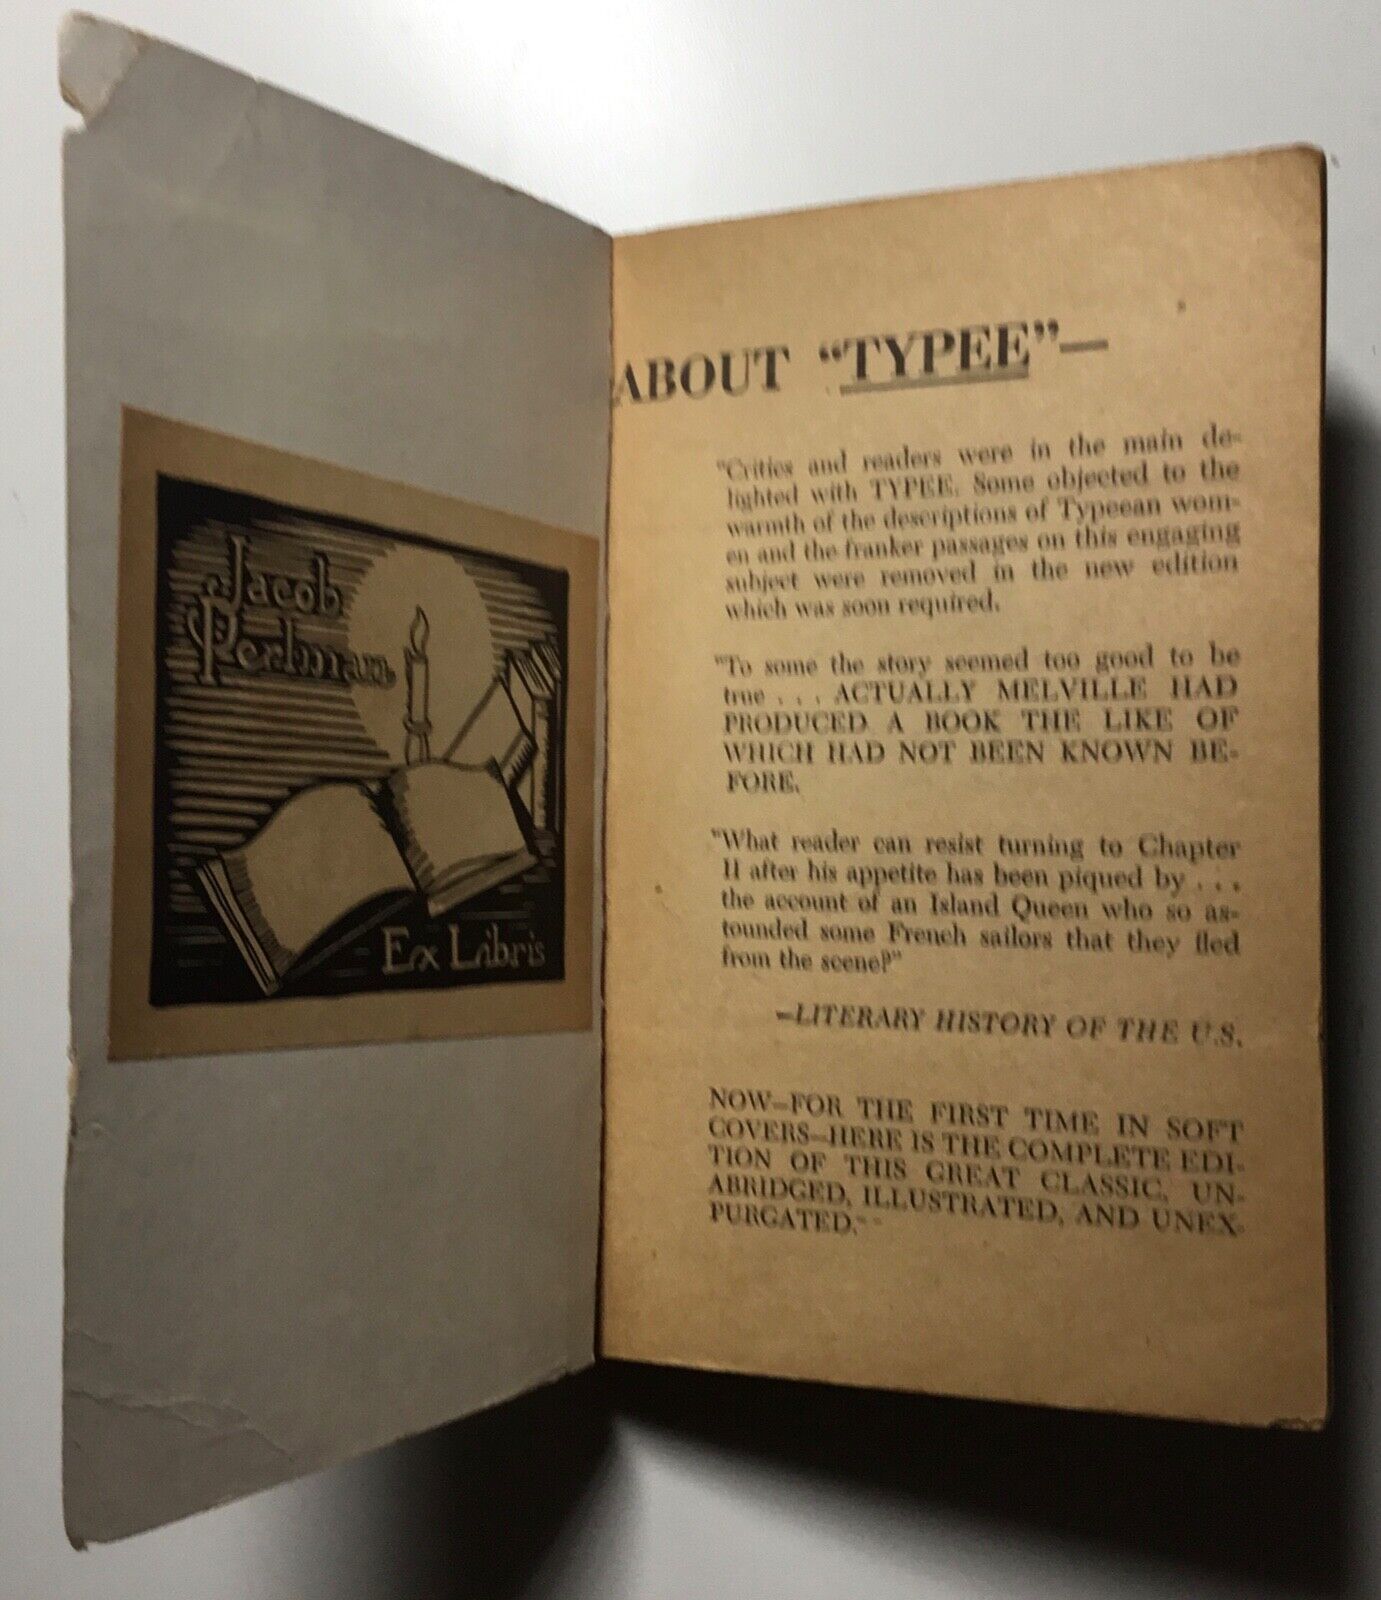 Jacob
Perlman
Ex Libris
ABOUT “TYPEE”—
"Critics and readers were in the main de-
lighted with TYPEE. Some objected to the
warmth of the descriptions of Typeean wom-
en and the franker passages on this engaging
subject were removed in the new edition
which was soon required.
"To some the story seemed too good to be
true . . . ACTUALLY MELVILLE HAD
PRODUCED A BOOK THE LIKE OF
WHICH HAD NOT BEEN KNOWN BE-
FORE.
"What reader can resist turning to Chapter
II after his appetite has been piqued by . . .
the account of an Island Queen who so as-
tounded some French sailors that they fled
from the scene?"
—LITERARY HISTORY OF THE U.S.
NOW—FOR THE FIRST TIME IN SOFT
COVERS—HERE IS THE COMPLETE EDI-
TION OF THIS GREAT CLASSIC, UN-
ABRIDGED, ILLUSTRATED, AND UNEX-
PURGATED."